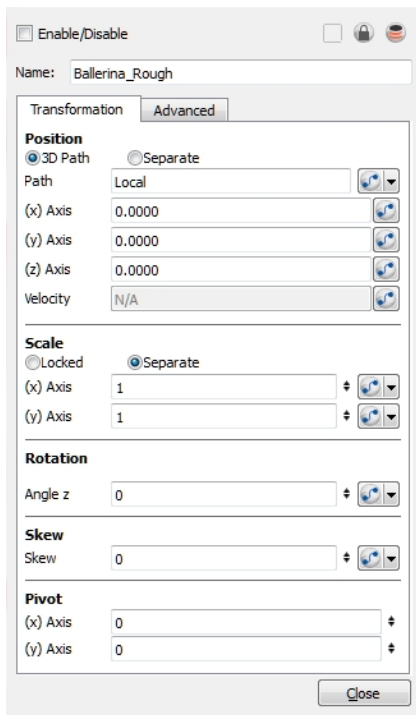 Enable/Disable
Name: Ballerina_Rough
Transformation Advanced
Position
3D Path Separate
Path Local
(x) Axis 0.0000
(y) Axis 0.0000
(z) Axis 0.0000
Velocity N/A
Scale
Locked Separate
(x) Axis 1
(y) Axis 1
Rotation
Angle z 0
Skew
Skew 0
Pivot
(x) Axis 0
(y) Axis 0
Close